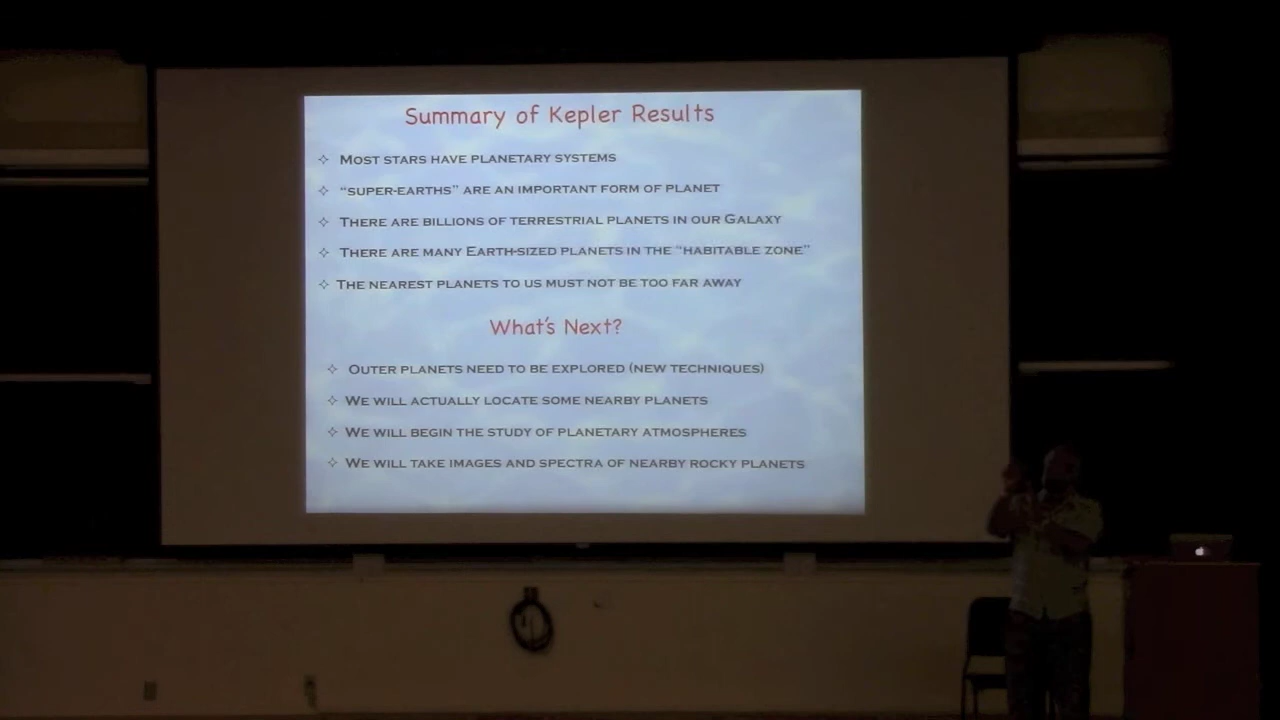 Summary of Kepler Results
✧ Most stars have planetary systems
✧ “super-earths” are an important form of planet
✧ There are billions of terrestrial planets in our Galaxy
✧ There are many Earth-sized planets in the “habitable zone”
✧ The nearest planets to us must not be too far away
What's Next?
✧ Outer planets need to be explored (new techniques)
✧ We will actually locate some nearby planets
✧ We will begin the study of planetary atmospheres
✧ We will take images and spectra of nearby rocky planets